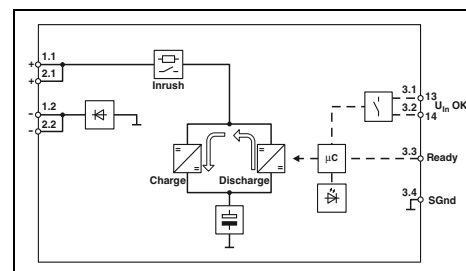 + 1.1
+ 2.1
- 1.2
- 2.2
Inrush
Charge
Discharge
µC
3.1 13
Uin OK
3.2 14
3.3 Ready
3.4 SGnd